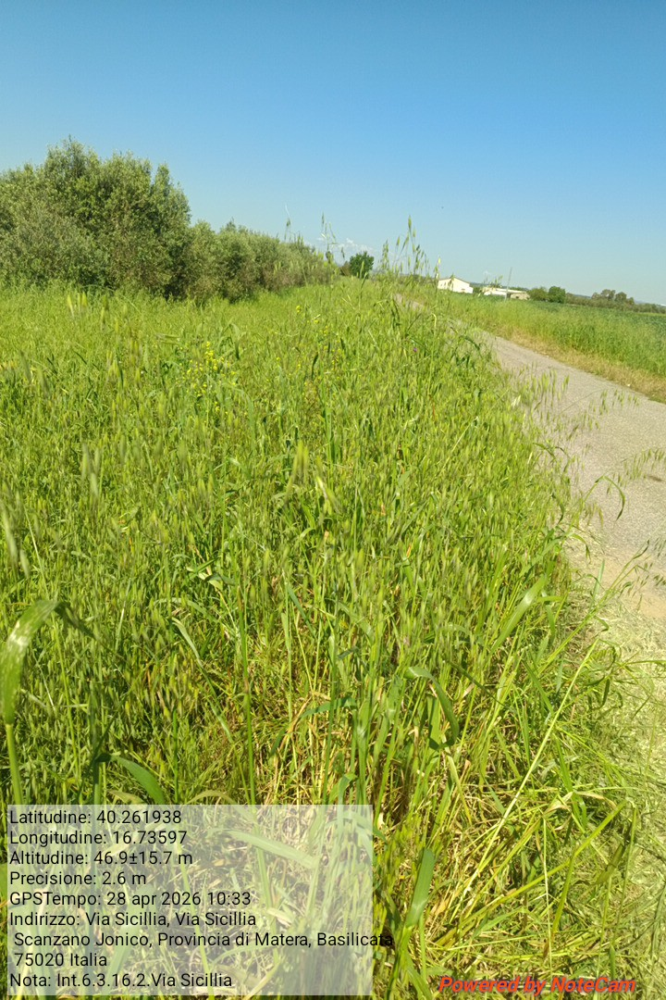 Latitudine: 40.261938
Longitudine: 16.73597
Altitudine: 46.9±15.7 m
Precisione: 2.6 m
GPSTempo: 28 apr 2026 10:33
Indirizzo: Via Sicillia, Via Sicillia
Scanzano Jonico, Provincia di Matera, Basilicata
75020 Italia
Nota: Int.6.3.16.2.Via Sicillia
Powered by NoteCam